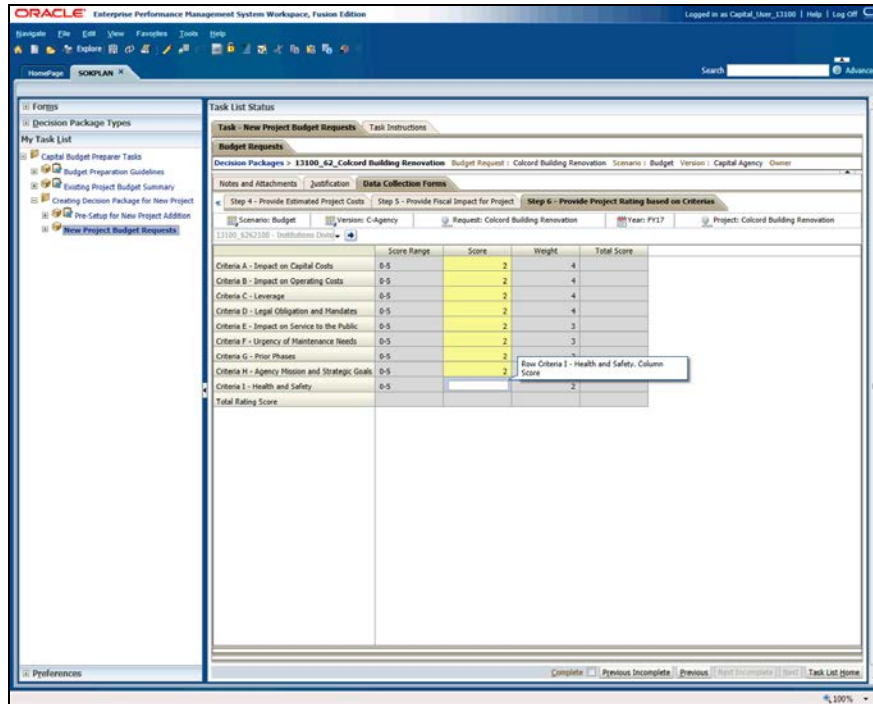 ORACLE Enterprise Performance Management System Workspace, Fusion Edition
Logged in as Capital_User_13100 | Help | Log Off
Navigate File Edit View Favorites Tools Help
Explore
HomePage SOKPLAN × Search Advance
Forms
Decision Package Types
My Task List
Capital Budget Preparer Tasks
Budget Preparation Guidelines
Existing Project Budget Summary
Creating Decision Package for New Project
Pre-Setup for New Project Addition
New Project Budget Requests
Preferences
Task List Status
Task - New Project Budget Requests Task Instructions
Budget Requests
Decision Packages > 13100_62_Colcord Building Renovation Budget Request : Colcord Building Renovation Scenario : Budget Version : Capital Agency Owner
Notes and Attachments Justification Data Collection Forms
« Step 4 - Provide Estimated Project Costs Step 5 - Provide Fiscal Impact for Project Step 6 - Provide Project Rating based on Criterias
Scenario: Budget Version: C-Agency Request: Colcord Building Renovation Year: FY17 Project: Colcord Building Renovation
13100_6262100 - Institutions Divisi
Score Range Score Weight Total Score
Criteria A - Impact on Capital Costs 0-5 2 4
Criteria B - Impact on Operating Costs 0-5 2 4
Criteria C - Leverage 0-5 2 4
Criteria D - Legal Obligation and Mandates 0-5 2 4
Criteria E - Impact on Service to the Public 0-5 2 3
Criteria F - Urgency of Maintenance Needs 0-5 2 3
Criteria G - Prior Phases 0-5 2
Criteria H - Agency Mission and Strategic Goals 0-5 2
Row Criteria I - Health and Safety. Column
Score
Criteria I - Health and Safety 0-5 2
Total Rating Score
Complete Previous Incomplete Previous Next Incomplete Next Task List Home
100%